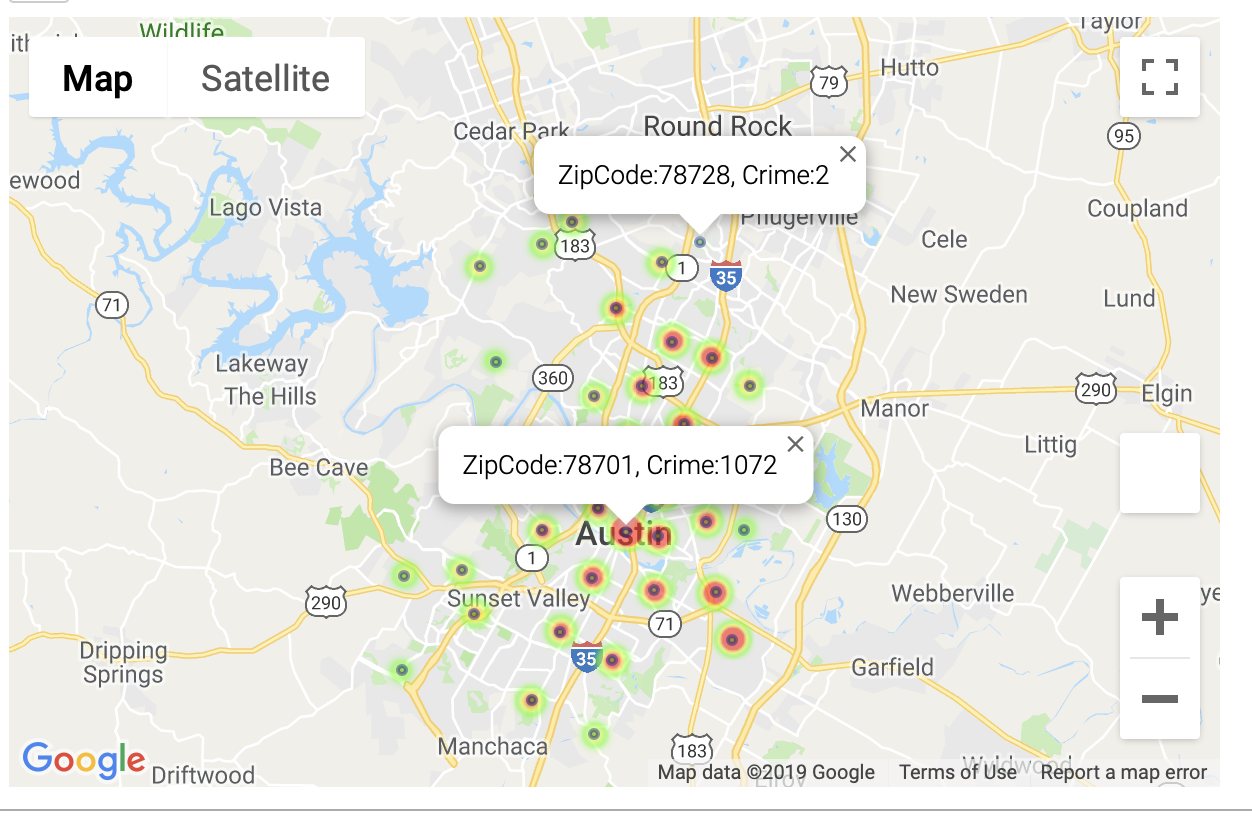 Taylor
Wildlife
Map
Satellite
Hutto
79
Cedar Park
Round Rock
95
ZipCode:78728, Crime:2
ewood
Lago Vista
Pflugerville
Coupland
183
Cele
1
35
71
New Sweden
Lund
Lakeway
The Hills
360
183
290
Elgin
Manor
Littig
ZipCode:78701, Crime:1072
Bee Cave
130
Austin
1
290
Sunset Valley
Webberville
71
Dripping
Springs
35
Garfield
Manchaca
183
Google
Driftwood
Wyldwood
Map data ©2019 Google
Terms of Use
Report a map error
Elroy